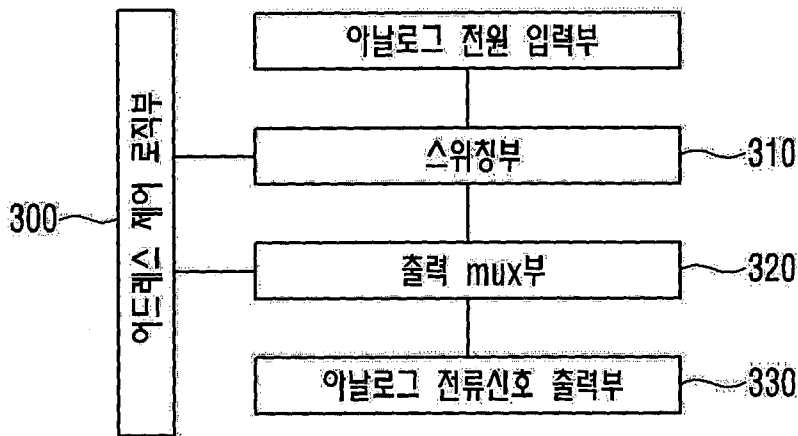 아날로그 전원 입력부
스위칭부
310
300
어드레스 제어 로직부
출력 mux부
320
아날로그 전류신호 출력부
330